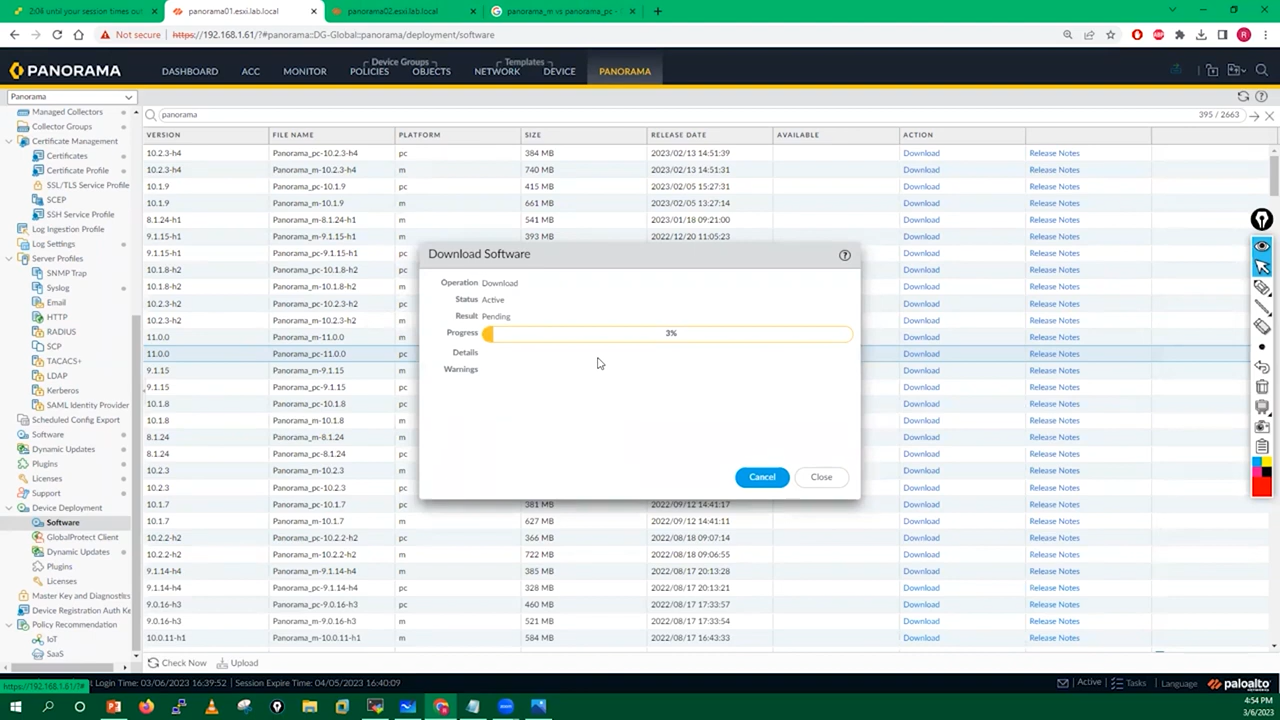 2:04 until your session times out
panorama01.esxi.lab.local
panorama02.esxi.lab.local
panorama_m vs panorama_pc -
Not secure https://192.168.1.61/?#panorama::DG-Global::panorama/deployment/software
PANORAMA
DASHBOARD ACC MONITOR POLICIES OBJECTS NETWORK DEVICE PANORAMA
Device Groups
Templates
Panorama
panorama
395 / 2663
Managed Collectors
Collector Groups
Certificate Management
Certificates
Certificate Profile
SSL/TLS Service Profile
SCEP
SSH Service Profile
Log Ingestion Profile
Log Settings
Server Profiles
SNMP Trap
Syslog
Email
HTTP
RADIUS
SCP
TACACS+
LDAP
Kerberos
SAML Identity Provider
Scheduled Config Export
Software
Dynamic Updates
Plugins
Licenses
Support
Device Deployment
Software
GlobalProtect Client
Dynamic Updates
Plugins
Licenses
Master Key and Diagnostics
Device Registration Auth Ke
Policy Recommendation
IoT
SaaS
VERSION FILE NAME PLATFORM SIZE RELEASE DATE AVAILABLE ACTION
10.2.3-h4 Panorama_pc-10.2.3-h4 pc 384 MB 2023/02/13 14:51:39 Download Release Notes
10.2.3-h4 Panorama_m-10.2.3-h4 m 740 MB 2023/02/13 14:51:31 Download Release Notes
10.1.9 Panorama_pc-10.1.9 pc 415 MB 2023/02/05 15:27:31 Download Release Notes
10.1.9 Panorama_m-10.1.9 m 661 MB 2023/02/05 13:27:14 Download Release Notes
8.1.24-h1 Panorama_m-8.1.24-h1 m 541 MB 2023/01/18 09:21:00 Download Release Notes
9.1.15-h1 Panorama_m-9.1.15-h1 m 393 MB 2022/12/20 11:05:23 Download Release Notes
9.1.15-h1 Panorama_pc-9.1.15-h1 Download Release Notes
10.1.8-h2 Panorama_pc-10.1.8-h2 pc Download Release Notes
10.1.8-h2 Panorama_m-10.1.8-h2 m Download Release Notes
10.2.3-h2 Panorama_pc-10.2.3-h2 pc Download Release Notes
10.2.3-h2 Panorama_m-10.2.3-h2 m Download Release Notes
11.0.0 Panorama_m-11.0.0 m Download Release Notes
11.0.0 Panorama_pc-11.0.0 pc Download Release Notes
9.1.15 Panorama_m-9.1.15 m Download Release Notes
9.1.15 Panorama_pc-9.1.15 pc Download Release Notes
10.1.8 Panorama_pc-10.1.8 pc Download Release Notes
10.1.8 Panorama_m-10.1.8 m Download Release Notes
8.1.24 Panorama_m-8.1.24 m Download Release Notes
8.1.24 Panorama_pc-8.1.24 pc Download Release Notes
10.2.3 Panorama_m-10.2.3 m Download Release Notes
10.2.3 Panorama_pc-10.2.3 pc Download Release Notes
10.1.7 Panorama_pc-10.1.7 pc 381 MB 2022/09/12 14:41:17 Download Release Notes
10.1.7 Panorama_m-10.1.7 m 627 MB 2022/09/12 14:41:11 Download Release Notes
10.2.2-h2 Panorama_pc-10.2.2-h2 pc 366 MB 2022/08/18 09:07:14 Download Release Notes
10.2.2-h2 Panorama_m-10.2.2-h2 m 722 MB 2022/08/18 09:06:55 Download Release Notes
9.1.14-h4 Panorama_m-9.1.14-h4 m 385 MB 2022/08/17 20:13:28 Download Release Notes
9.1.14-h4 Panorama_pc-9.1.14-h4 pc 328 MB 2022/08/17 20:13:21 Download Release Notes
9.0.16-h3 Panorama_pc-9.0.16-h3 pc 460 MB 2022/08/17 17:33:57 Download Release Notes
9.0.16-h3 Panorama_m-9.0.16-h3 m 521 MB 2022/08/17 17:33:54 Download Release Notes
10.0.11-h1 Panorama_m-10.0.11-h1 m 584 MB 2022/08/17 16:43:33 Download Release Notes
Download Software
Operation Download
Status Active
Result Pending
Progress 3%
Details
Warnings
Cancel Close
Check Now Upload
https://192.168.1.61/?# t Login Time: 03/06/2023 16:39:52 Session Expire Time: 04/05/2023 16:40:09
Active Tasks Language paloalto
NETWORKS
4:54 PM
3/6/2023